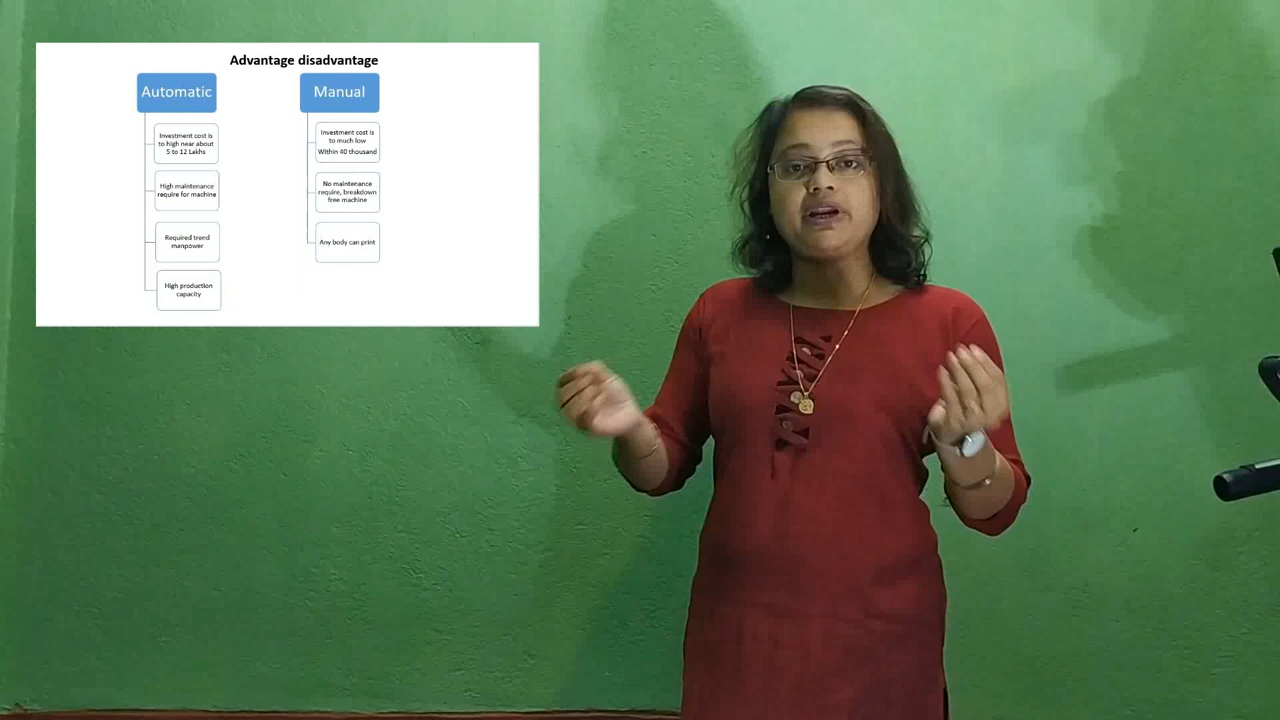 Advantage disadvantage
Automatic
Investment cost is
to high near about
5 to 12 Lakhs
High maintenance
require for machine
Required trend
manpower
High production
capacity
Manual
Investment cost is
to much low
Within 40 thousand
No maintenance
require, breakdown
free machine
Any body can print